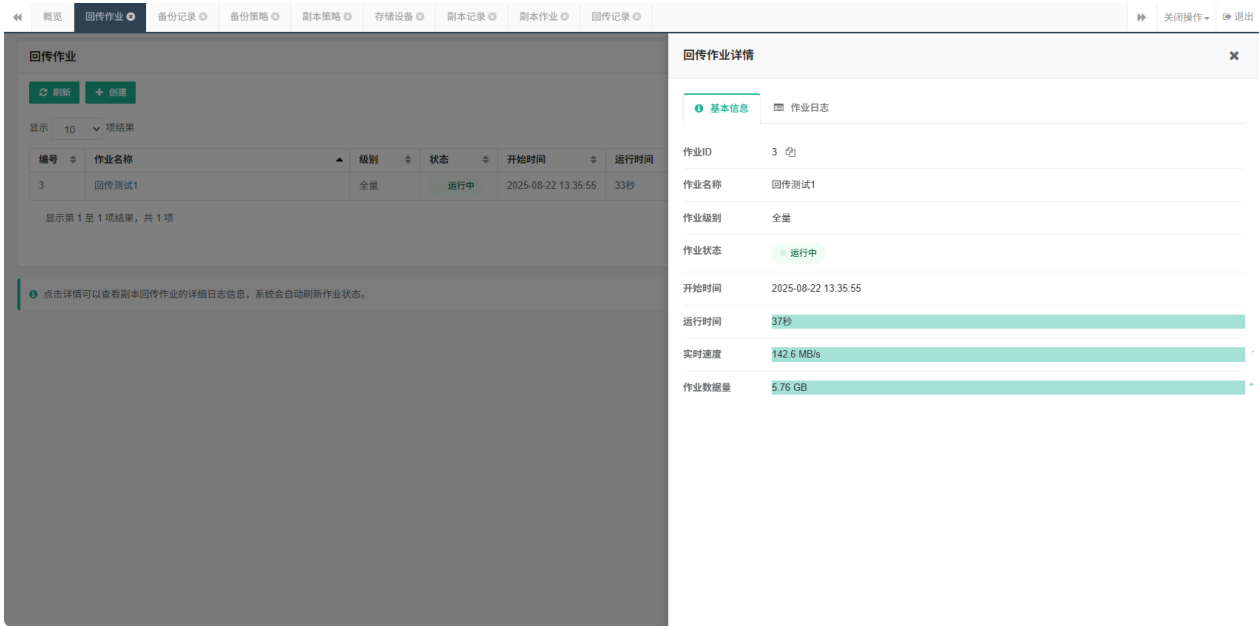 概览 回传作业 备份记录 备份策略 副本策略 存储设备 副本记录 副本作业 回传记录 关闭操作 退出
回传作业
刷新 创建
显示 10 项结果
编号 作业名称 级别 状态 开始时间 运行时间
3 回传测试1 全量 运行中 2025-08-22 13:35:55 33秒
显示第 1 至 1 项结果，共 1 项
点击详情可以查看副本回传作业的详细日志信息，系统会自动刷新作业状态。
回传作业详情
基本信息 作业日志
作业ID 3
作业名称 回传测试1
作业级别 全量
作业状态 运行中
开始时间 2025-08-22 13:35:55
运行时间 37秒
实时速度 142.6 MB/s
作业数据量 5.76 GB